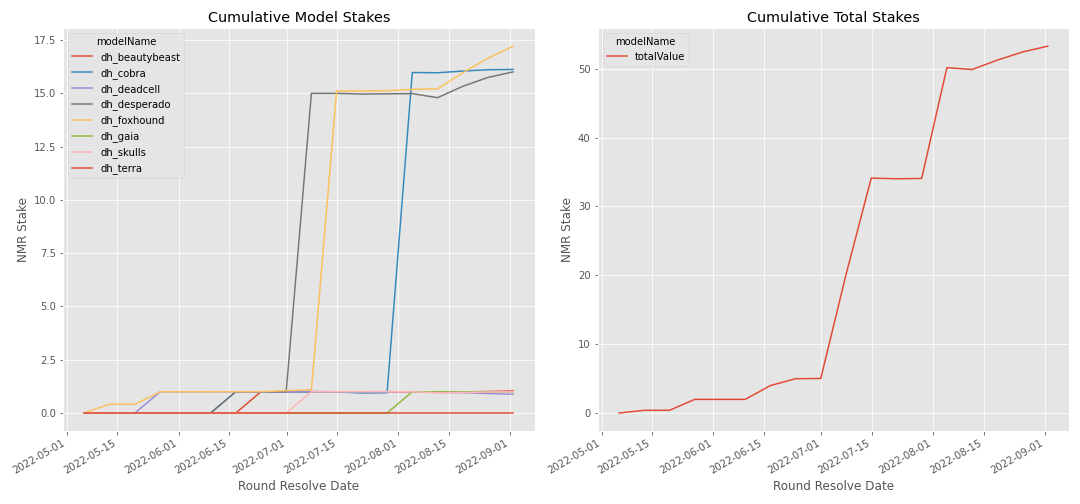 Cumulative Model Stakes
17.5
15.0
12.5
10.0
7.5
5.0
2.5
0.0
NMR Stake
modelName
dh_beautybeast
dh_cobra
dh_deadcell
dh_desperado
dh_foxhound
dh_gaia
dh_skulls
dh_terra
2022-05-01
2022-05-15
2022-06-01
2022-06-15
2022-07-01
2022-07-15
2022-08-01
2022-08-15
2022-09-01
Round Resolve Date
Cumulative Total Stakes
50
40
30
20
10
0
NMR Stake
modelName
totalValue
2022-05-01
2022-05-15
2022-06-01
2022-06-15
2022-07-01
2022-07-15
2022-08-01
2022-08-15
2022-09-01
Round Resolve Date